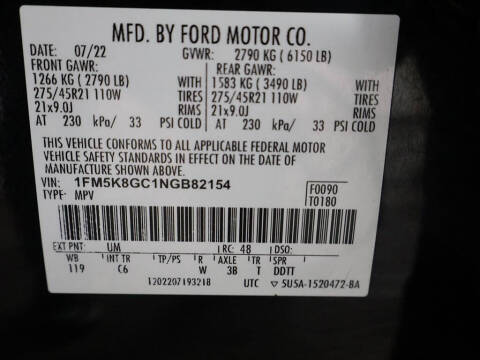 MFD. BY FORD MOTOR CO.
DATE: 07/22 GVWR: 2790 KG ( 6150 LB)
FRONT GAWR: REAR GAWR:
1266 KG ( 2790 LB) WITH 1583 KG ( 3490 LB) WITH
275/45R21 110W TIRES 275/45R21 110W TIRES
21x9.0J RIMS 21x9.0J RIMS
AT 230 kPa/ 33 PSI COLD AT 230 kPa/ 33 PSI COLD
THIS VEHICLE CONFORMS TO ALL APPLICABLE FEDERAL MOTOR
VEHICLE SAFETY STANDARDS IN EFFECT ON THE DATE OF
MANUFACTURE SHOWN ABOVE.
VIN: 1FM5K8GC1NGB82154 F0090
TYPE: MPV T0180
EXT PNT: UM RC: 48 DSO:
WB INT TR TP/PS R AXLE TR SPR
119 C6 W 3B T DDTT
1202207193218 UTC ▽ 5U5A-1520472-BA